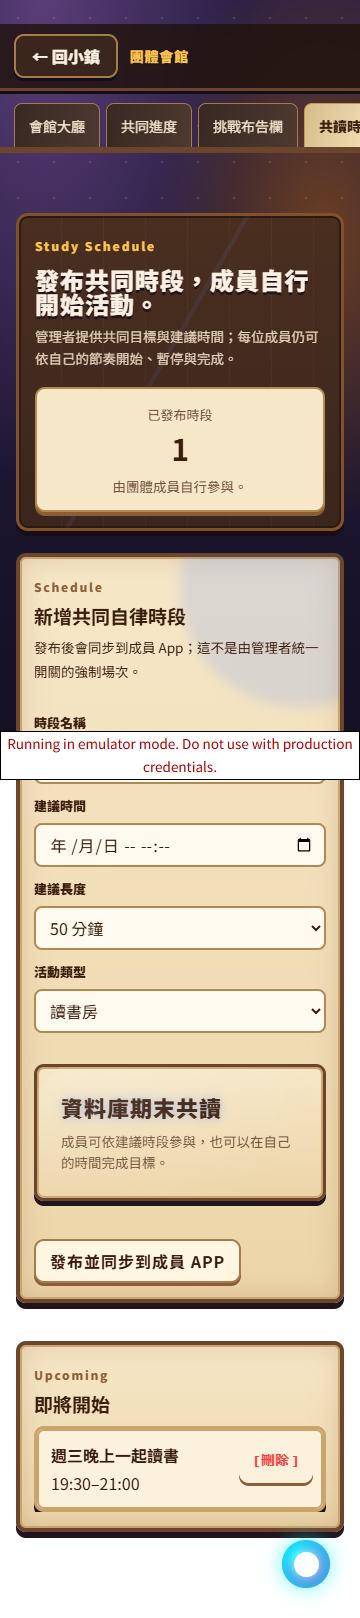 ← 回小鎮
團體會館
會館大廳
共同進度
挑戰布告欄
共讀時
Study Schedule
發布共同時段，成員自行
開始活動。
管理者提供共同目標與建議時間；每位成員仍可
依自己的節奏開始、暫停與完成。
已發布時段
1
由團體成員自行參與。
Schedule
新增共同自律時段
發布後會同步到成員 App；這不是由管理者統一
開關的強制場次。
時段名稱
Running in emulator mode. Do not use with production
credentials.
建議時間
年 /月/日 -- --:--
建議長度
50 分鐘
活動類型
讀書房
資料庫期末共讀
成員可依建議時段參與，也可以在自己
的時間完成目標。
發布並同步到成員 APP
Upcoming
即將開始
週三晚上一起讀書
19:30–21:00
[刪除]